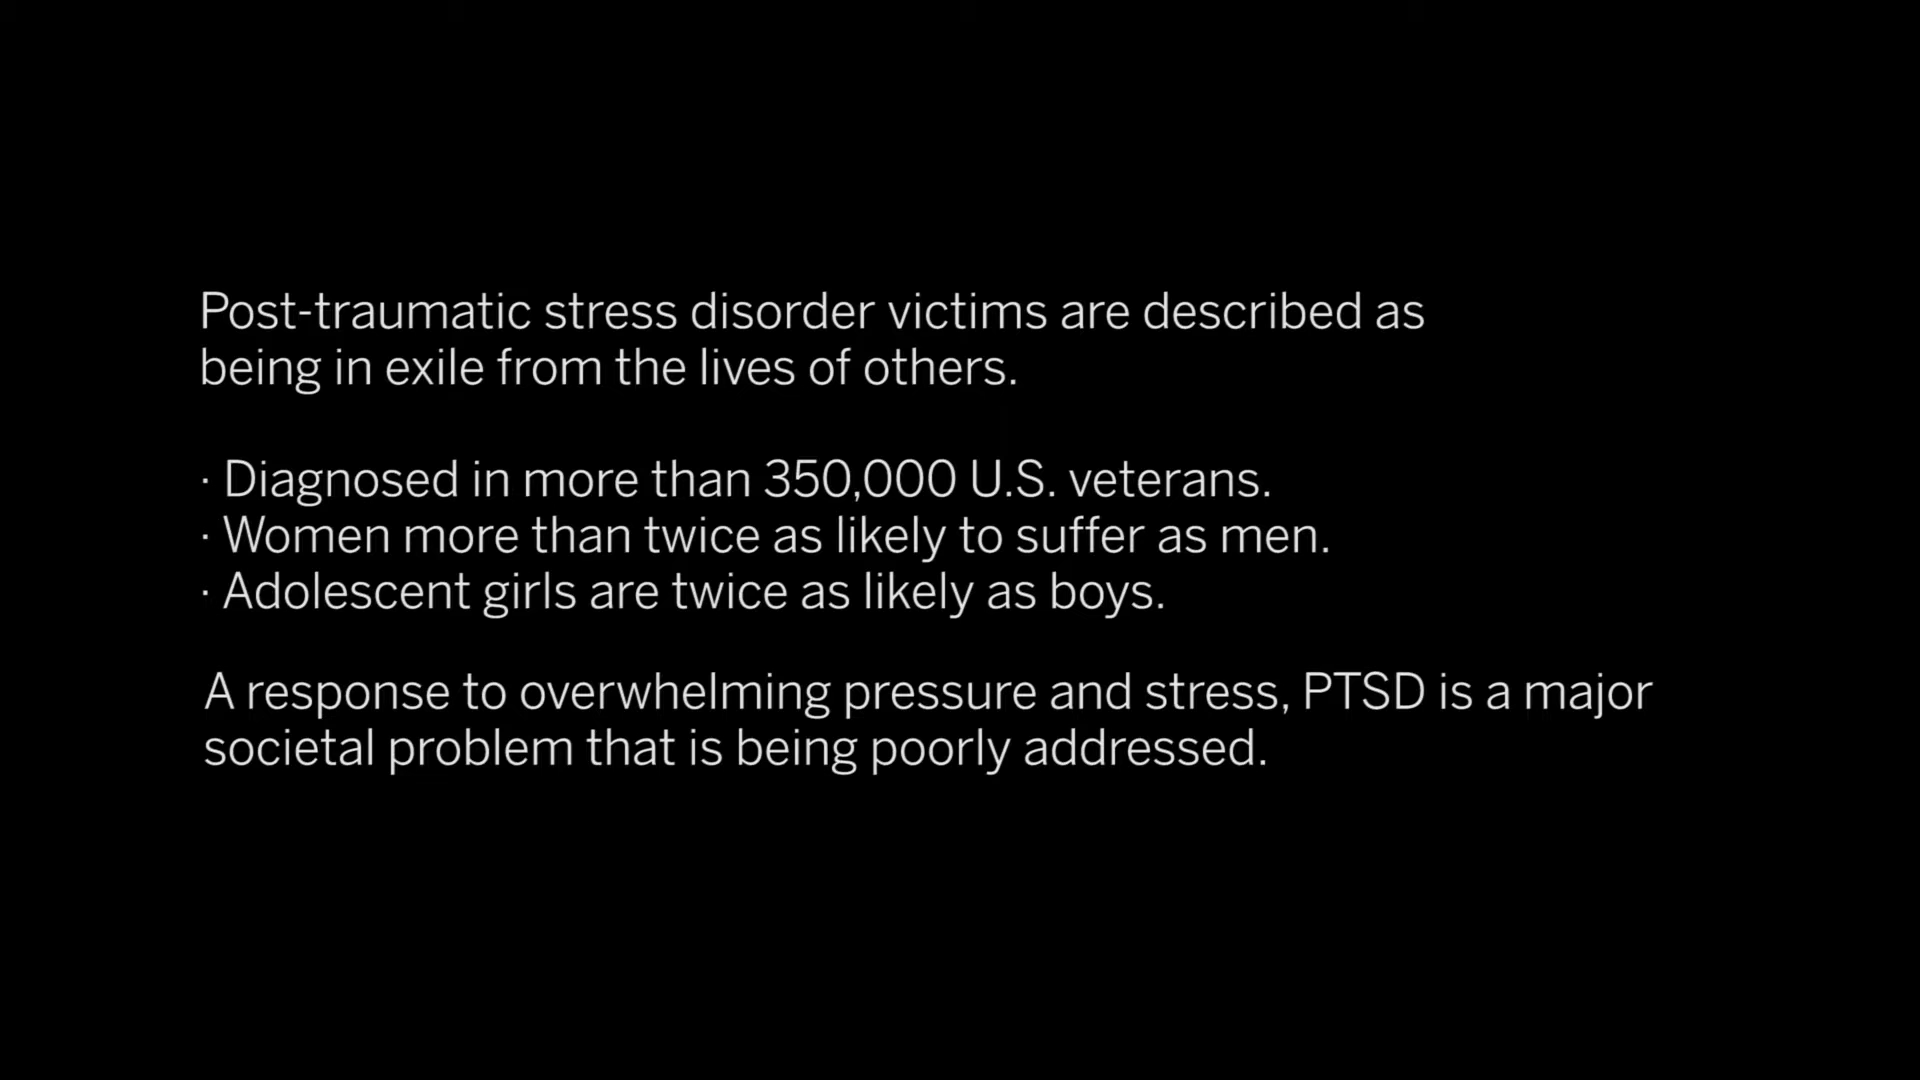 Post-traumatic stress disorder victims are described as
being in exile from the lives of others.
· Diagnosed in more than 350,000 U.S. veterans.
· Women more than twice as likely to suffer as men.
· Adolescent girls are twice as likely as boys.
A response to overwhelming pressure and stress, PTSD is a major
societal problem that is being poorly addressed.